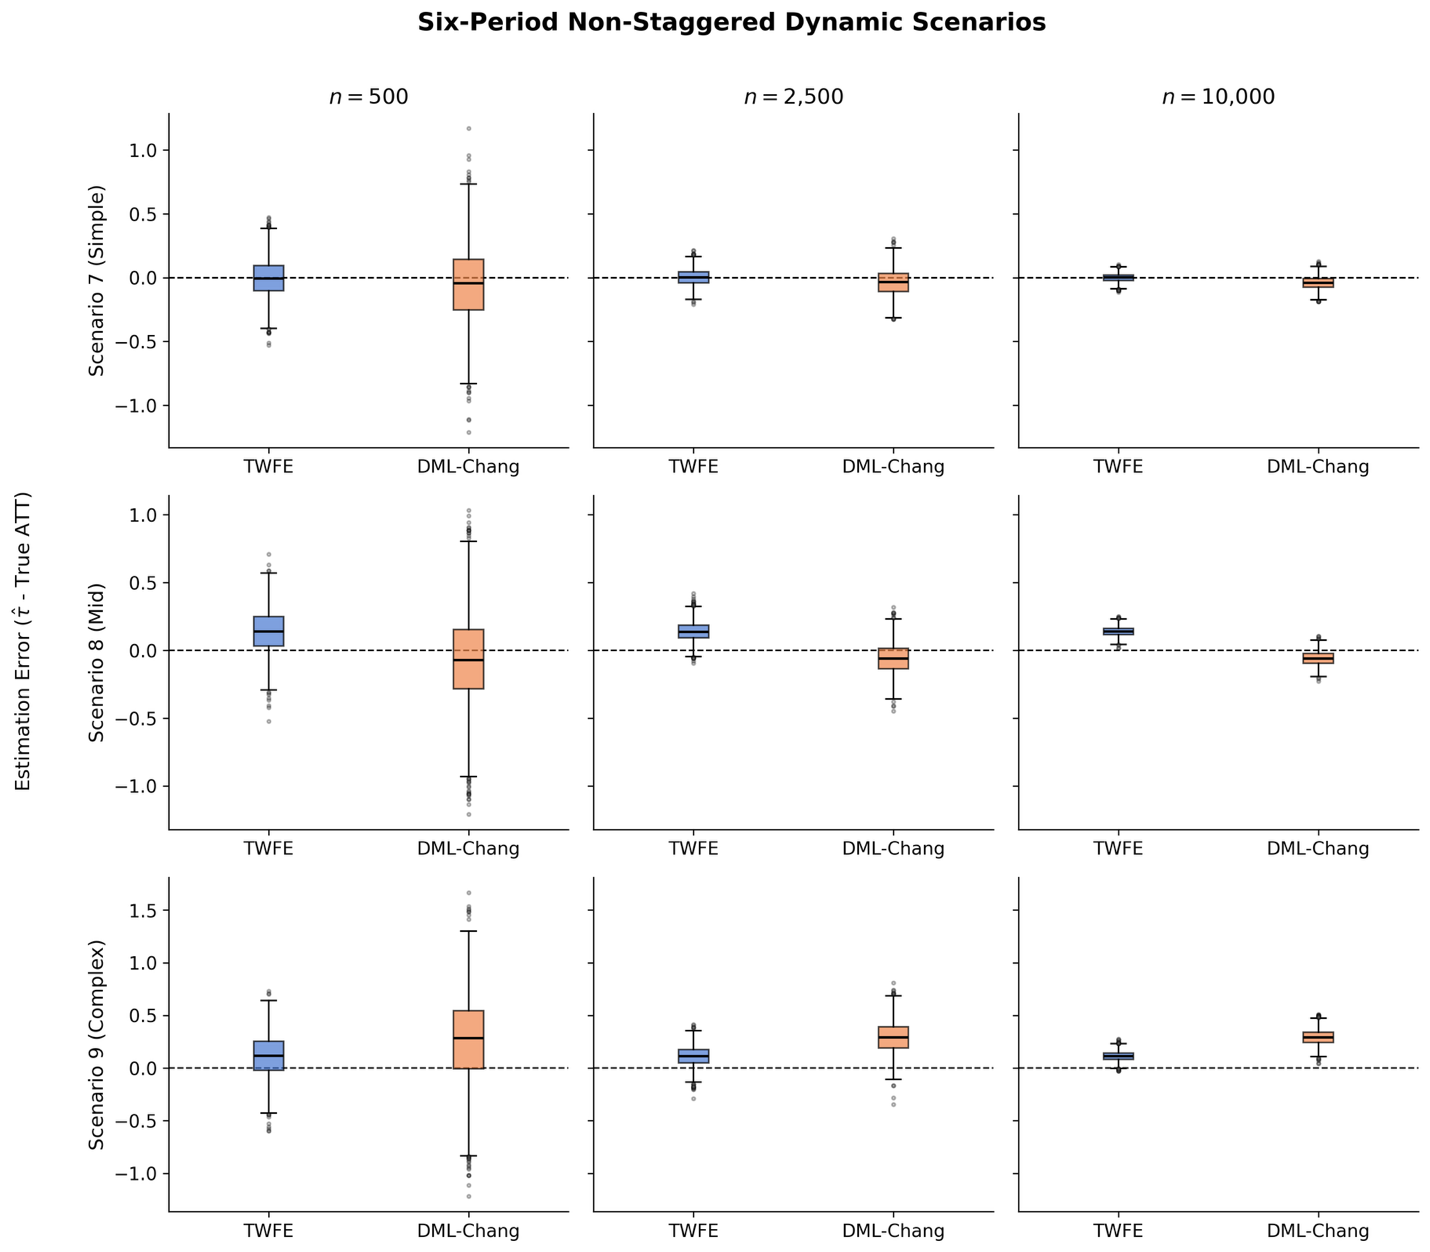 Six-Period Non-Staggered Dynamic Scenarios
n = 500
n = 2,500
n = 10,000
Estimation Error (τ̂ - True ATT)
Scenario 7 (Simple)
1.0
0.5
0.0
−0.5
−1.0
TWFE DML-Chang
TWFE DML-Chang
TWFE DML-Chang
Scenario 8 (Mid)
1.0
0.5
0.0
−0.5
−1.0
TWFE DML-Chang
TWFE DML-Chang
TWFE DML-Chang
Scenario 9 (Complex)
1.5
1.0
0.5
0.0
−0.5
−1.0
TWFE DML-Chang
TWFE DML-Chang
TWFE DML-Chang